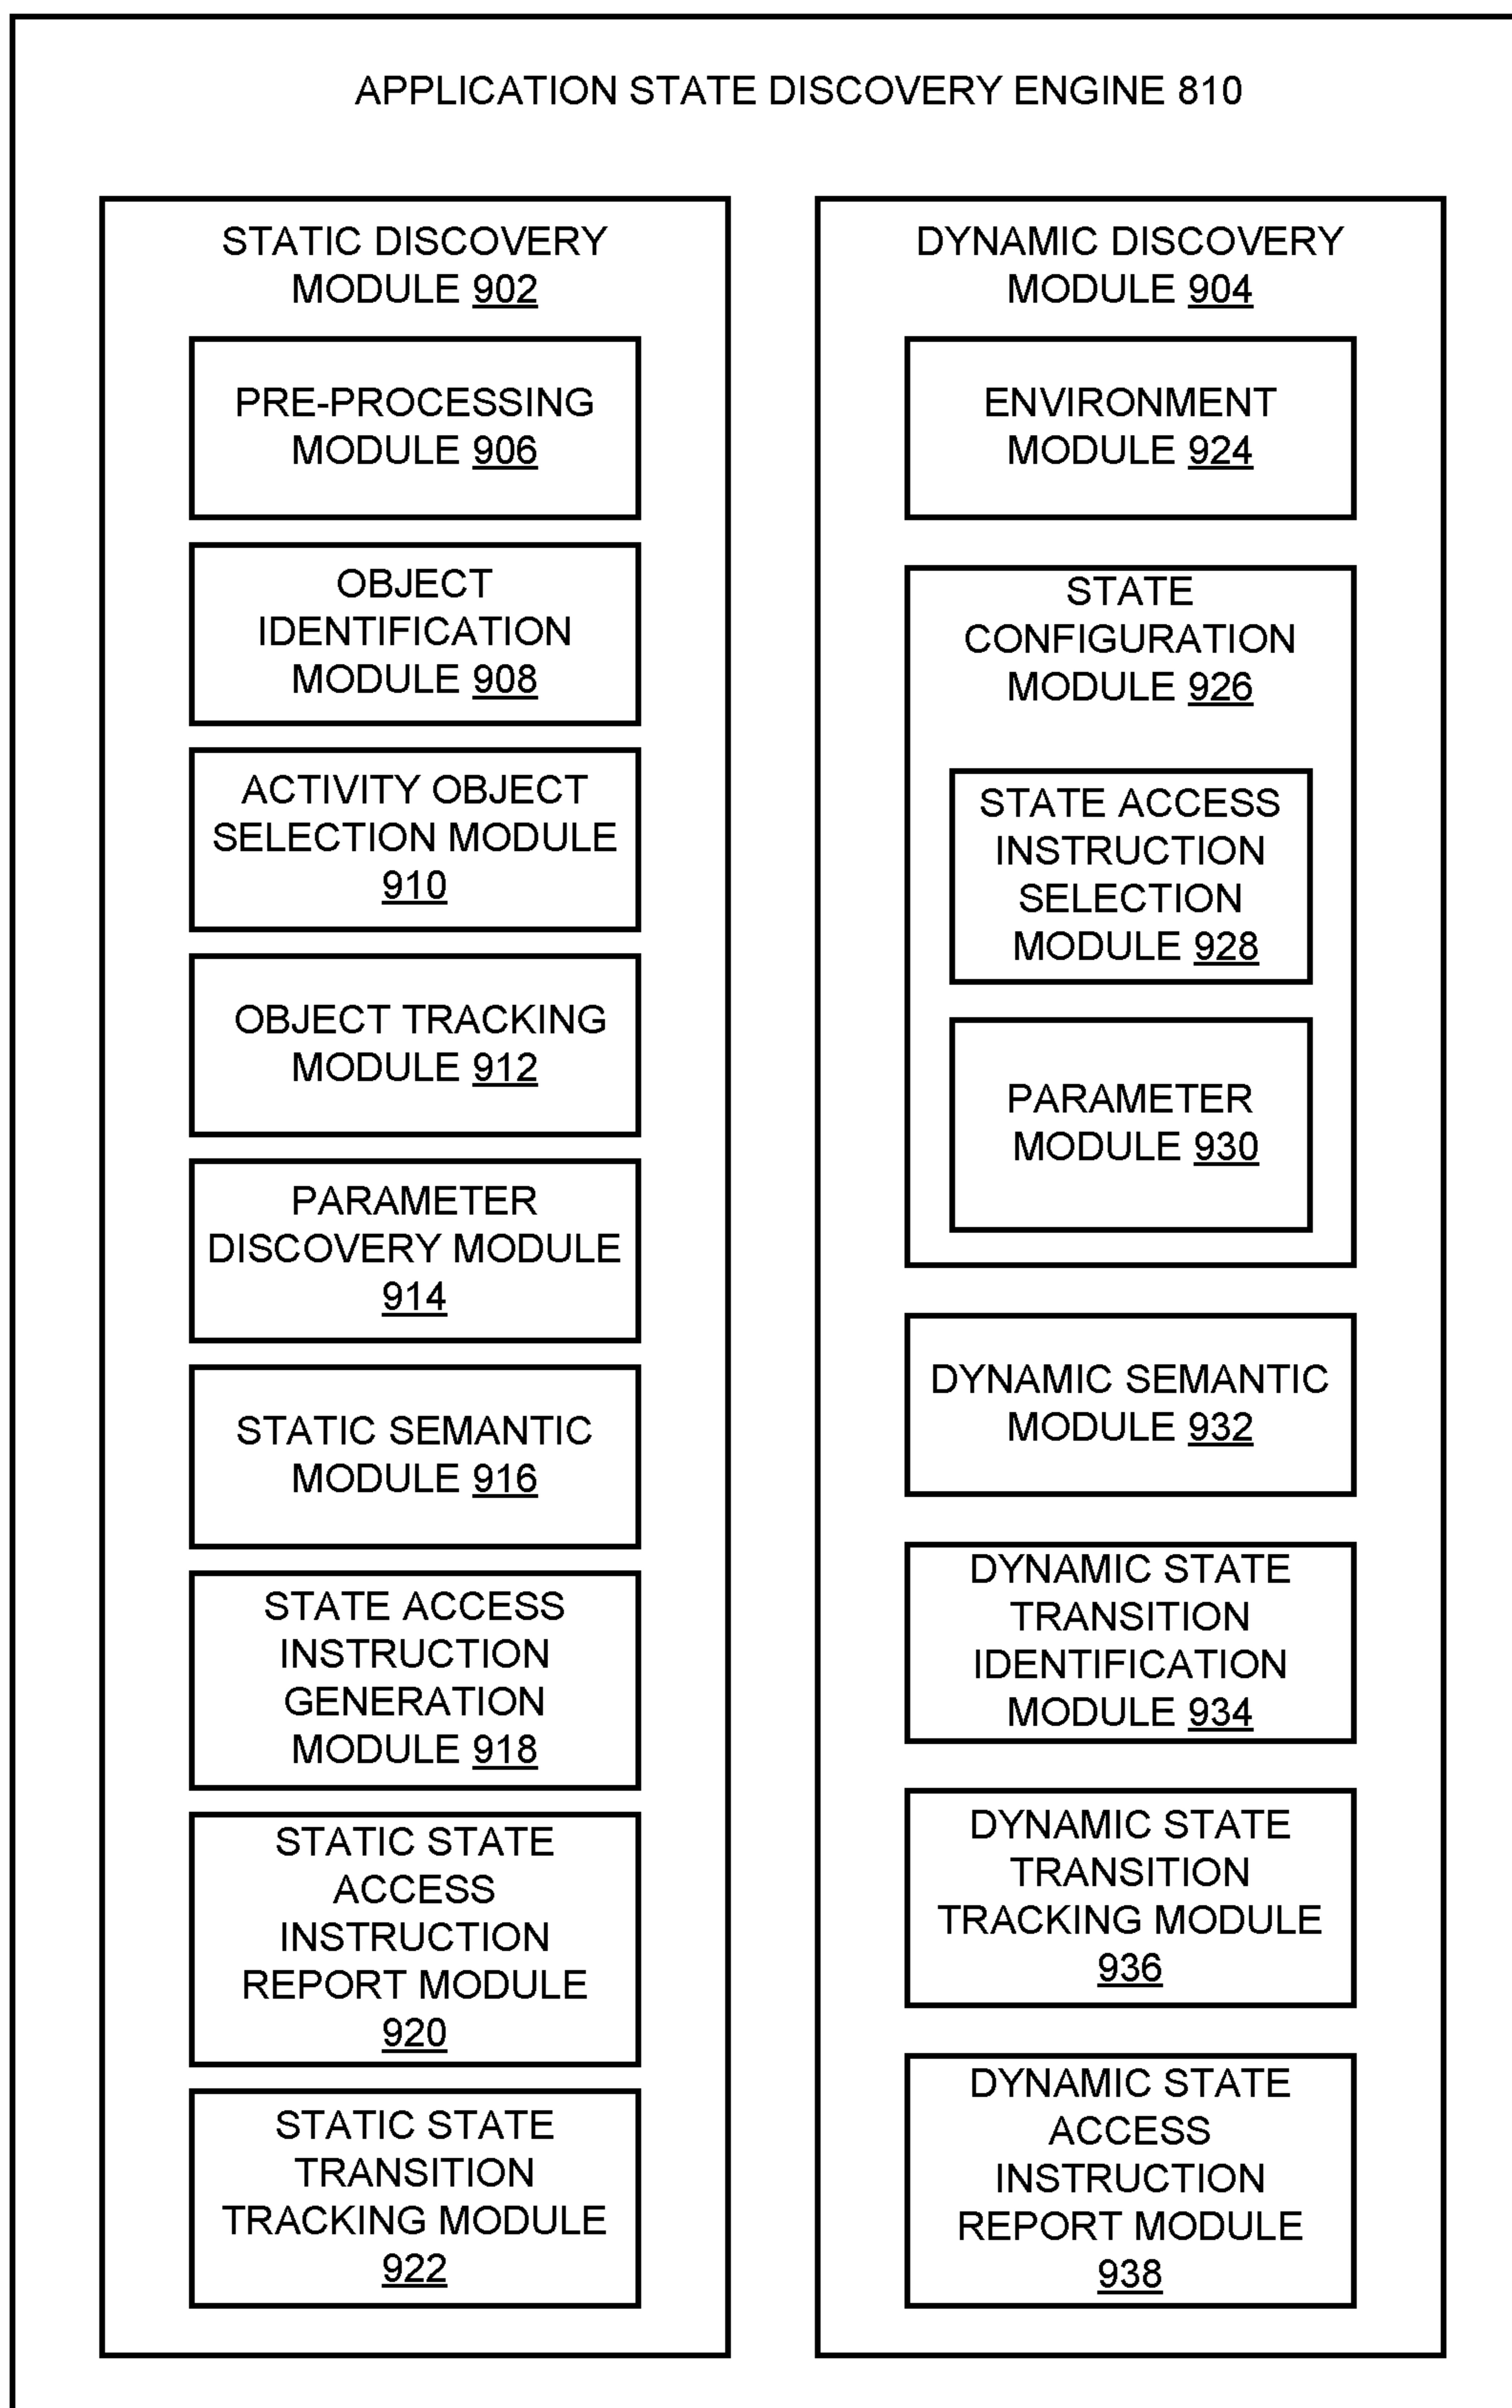 APPLICATION STATE DISCOVERY ENGINE 810
STATIC DISCOVERY
MODULE 902
PRE-PROCESSING
MODULE 906
OBJECT
IDENTIFICATION
MODULE 908
ACTIVITY OBJECT
SELECTION MODULE
910
OBJECT TRACKING
MODULE 912
PARAMETER
DISCOVERY MODULE
914
STATIC SEMANTIC
MODULE 916
STATE ACCESS
INSTRUCTION
GENERATION
MODULE 918
STATIC STATE
ACCESS
INSTRUCTION
REPORT MODULE
920
STATIC STATE
TRANSITION
TRACKING MODULE
922
DYNAMIC DISCOVERY
MODULE 904
ENVIRONMENT
MODULE 924
STATE
CONFIGURATION
MODULE 926
STATE ACCESS
INSTRUCTION
SELECTION
MODULE 928
PARAMETER
MODULE 930
DYNAMIC SEMANTIC
MODULE 932
DYNAMIC STATE
TRANSITION
IDENTIFICATION
MODULE 934
DYNAMIC STATE
TRANSITION
TRACKING MODULE
936
DYNAMIC STATE
ACCESS
INSTRUCTION
REPORT MODULE
938